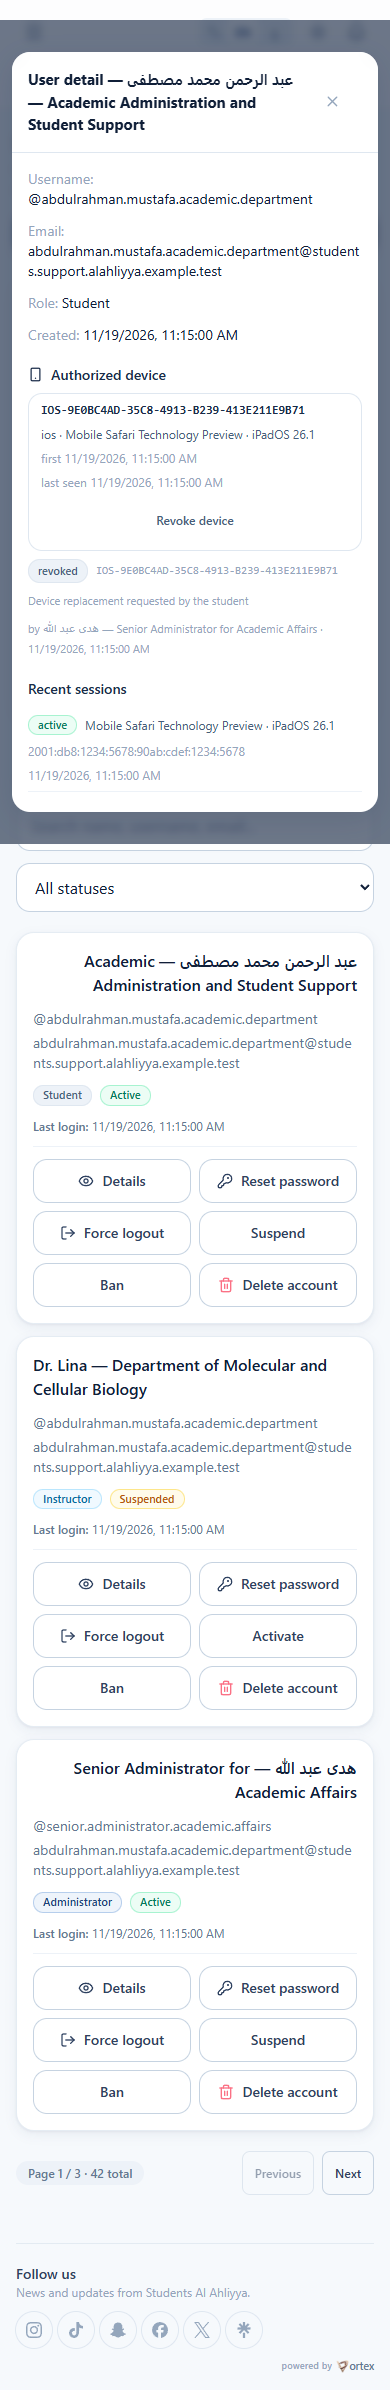 User detail — عبد الرحمن محمد مصطفى
— Academic Administration and
Student Support
Username:
@abdulrahman.mustafa.academic.department
Email:
abdulrahman.mustafa.academic.department@student
s.support.alahliyya.example.test
Role: Student
Created: 11/19/2026, 11:15:00 AM
Authorized device
IOS-9E0BC4AD-35C8-4913-B239-413E211E9B71
ios · Mobile Safari Technology Preview · iPadOS 26.1
first 11/19/2026, 11:15:00 AM
last seen 11/19/2026, 11:15:00 AM
Revoke device
revoked IOS-9E0BC4AD-35C8-4913-B239-413E211E9B71
Device replacement requested by the student
by هدى عبد الله — Senior Administrator for Academic Affairs ·
11/19/2026, 11:15:00 AM
Recent sessions
active Mobile Safari Technology Preview · iPadOS 26.1
2001:db8:1234:5678:90ab:cdef:1234:5678
11/19/2026, 11:15:00 AM
All statuses
عبد الرحمن محمد مصطفى — Academic
Administration and Student Support
@abdulrahman.mustafa.academic.department
abdulrahman.mustafa.academic.department@stude
nts.support.alahliyya.example.test
Student Active
Last login: 11/19/2026, 11:15:00 AM
Details Reset password
Force logout Suspend
Ban Delete account
Dr. Lina — Department of Molecular and
Cellular Biology
@abdulrahman.mustafa.academic.department
abdulrahman.mustafa.academic.department@stude
nts.support.alahliyya.example.test
Instructor Suspended
Last login: 11/19/2026, 11:15:00 AM
Details Reset password
Force logout Activate
Ban Delete account
هدى عبد الله — Senior Administrator for
Academic Affairs
@senior.administrator.academic.affairs
abdulrahman.mustafa.academic.department@stude
nts.support.alahliyya.example.test
Administrator Active
Last login: 11/19/2026, 11:15:00 AM
Details Reset password
Force logout Suspend
Ban Delete account
Page 1 / 3 · 42 total Previous Next
Follow us
News and updates from Students Al Ahliyya.
powered by ortex